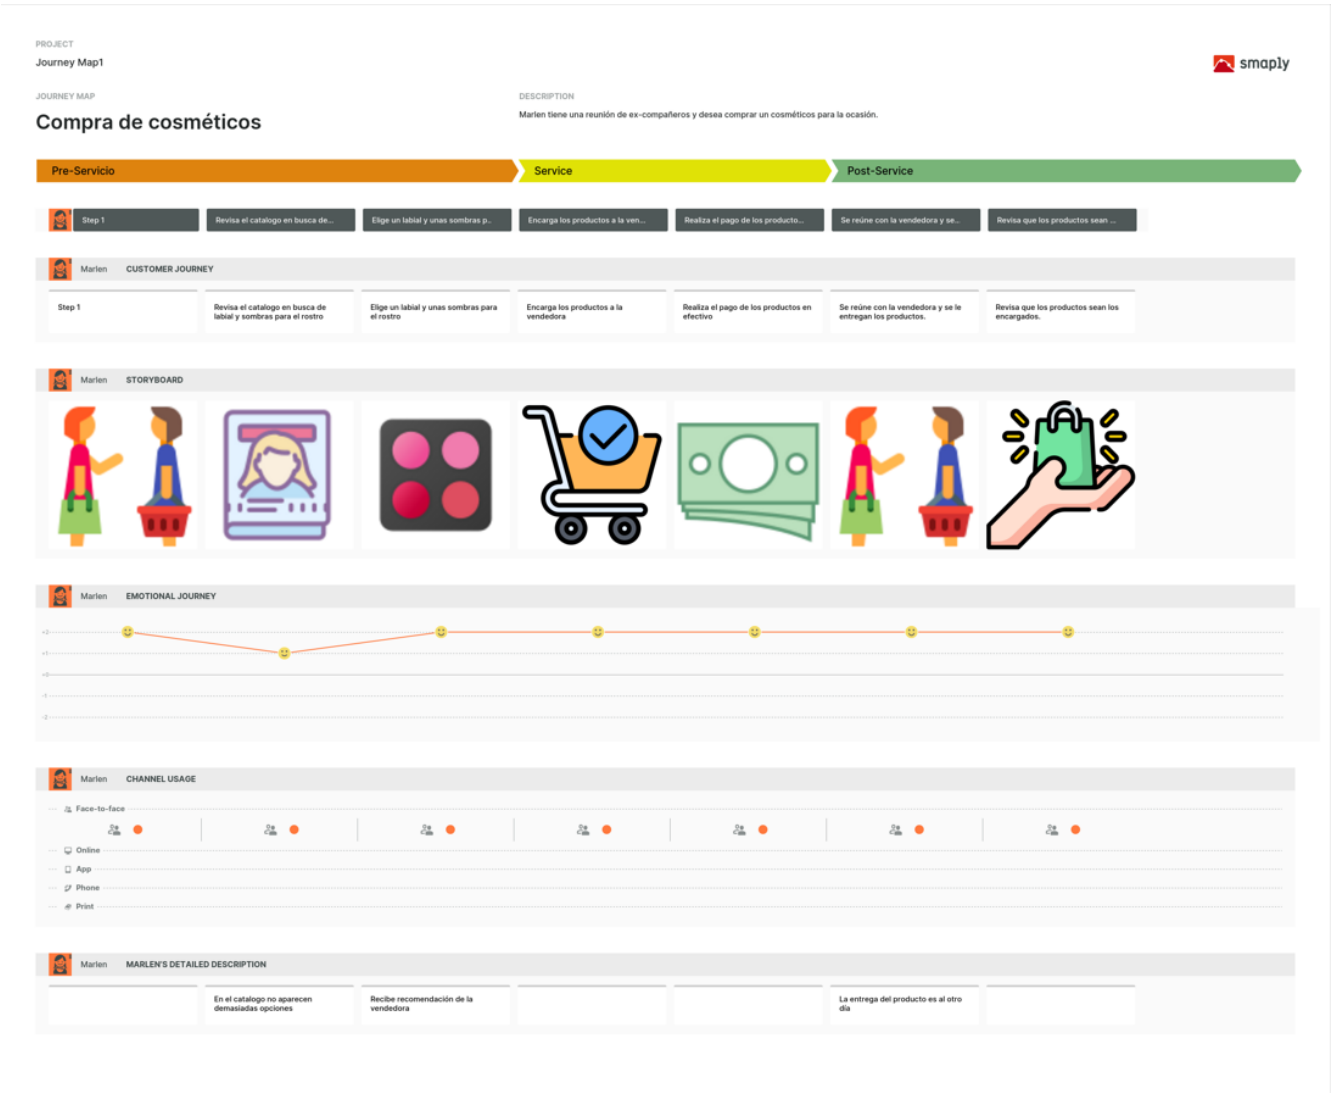 PROJECT
Journey Map1
smaply
JOURNEY MAP
DESCRIPTION
Compra de cosméticos
Marlen tiene una reunión de ex-compañeros y desea comprar un cosméticos para la ocasión.
Pre-Servicio
Service
Post-Service
Step 1
Revisa el catalogo en busca de...
Elige un labial y unas sombras p..
Encarga los productos a la ven...
Realiza el pago de los producto...
Se reúne con la vendedora y se...
Revisa que los productos sean ...
Marlen CUSTOMER JOURNEY
Step 1
Revisa el catalogo en busca de
labial y sombras para el rostro
Elige un labial y unas sombras para
el rostro
Encarga los productos a la
vendedora
Realiza el pago de los productos en
efectivo
Se reúne con la vendedora y se le
entregan los productos.
Revisa que los productos sean los
encargados.
Marlen STORYBOARD
Marlen EMOTIONAL JOURNEY
+2
+1
+0
-1
-2
Marlen CHANNEL USAGE
Face-to-face
Online
App
Phone
Print
Marlen MARLEN'S DETAILED DESCRIPTION
En el catalogo no aparecen
demasiadas opciones
Recibe recomendación de la
vendedora
La entrega del producto es al otro
día